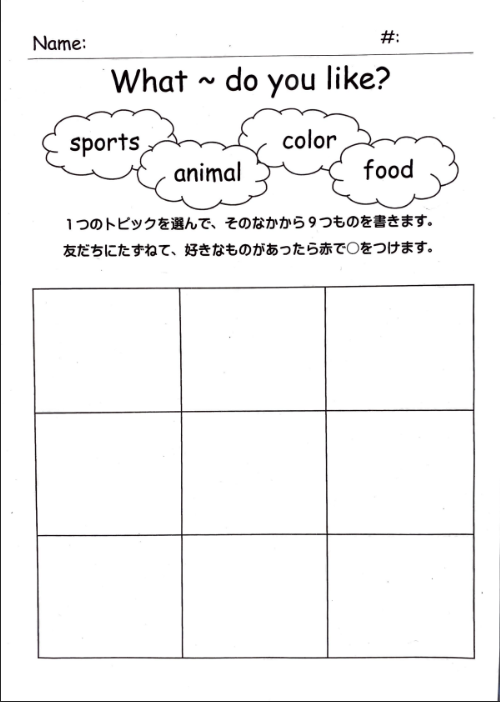 Name: #:
What ~ do you like?
sports
animal
color
food
1つのトピックを選んで、そのなかから9つものを書きます。
友だちにたずねて、好きなものがあったら赤で○をつけます。